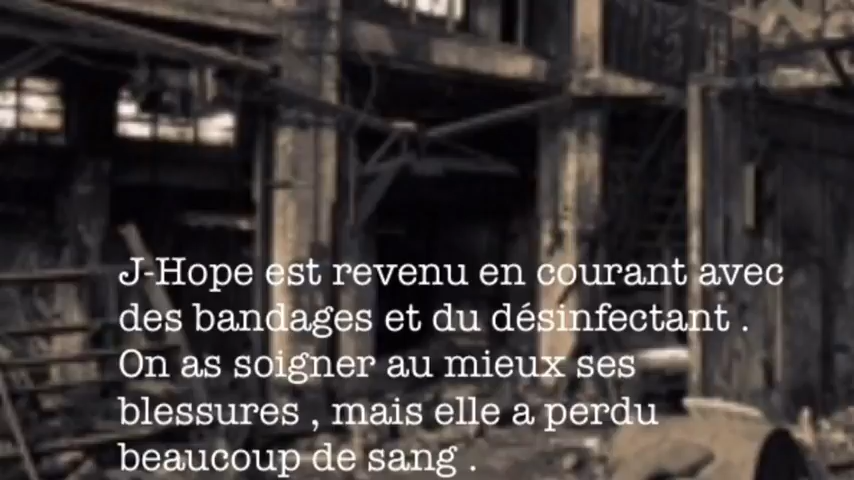 J-Hope est revenu en courant avec
des bandages et du désinfectant .
On as soigner au mieux ses
blessures , mais elle a perdu
beaucoup de sang .